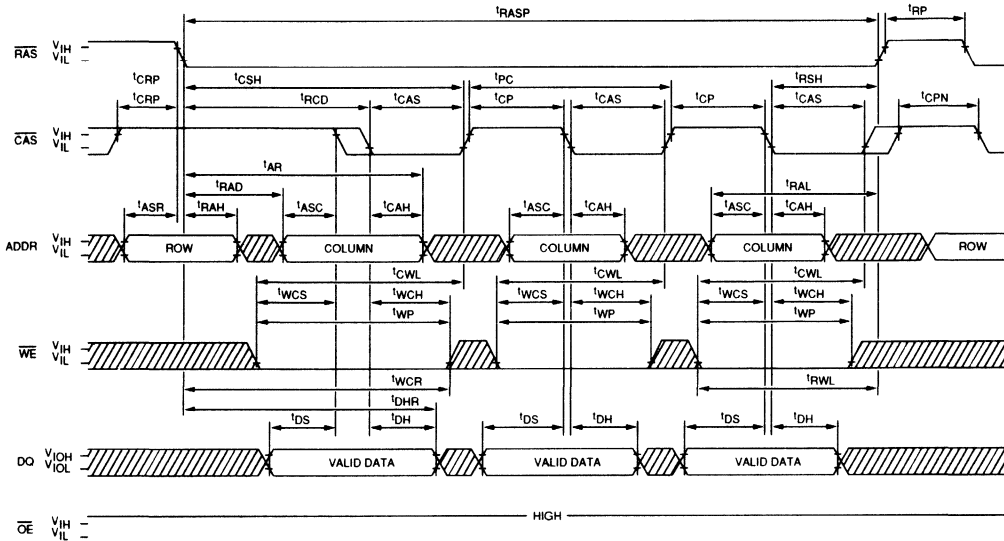 tRASP
tRP
RAS VIH VIL
tCRP tCSH tPC tRSH
tCRP tRCD tCAS tCP tCAS tCP tCAS tCPN
CAS VIH VIL
tAR
tRAD tRAL
tASR tRAH tASC tCAH tASC tCAH tASC tCAH
ADDR VIH VIL ROW COLUMN COLUMN COLUMN ROW
tCWL tCWL tCWL
tWCS tWCH tWCS tWCH tWCS tWCH
tWP tWP tWP
WE VIH VIL
tWCR tRWL
tDHR
tDS tDH tDS tDH tDS tDH
DQ VIOH VIOL VALID DATA VALID DATA VALID DATA
HIGH
OE VIH VIL